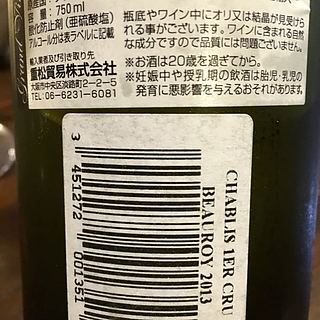 750ml
酸化防止剤(亜硫酸塩)
アルコール分は表ラベルに記載
輸入業者及び引き取り先
重松貿易株式会社
大阪市中央区淡路町2-2-5
TEL 06-6231-6081
瓶底やワイン中にオリ又は結晶が見受けら
れる事がございます。ワインに含まれる自然
な成分ですので品質には問題ございません。
※お酒は20歳を過ぎてから
※妊娠中や授乳期の飲酒は胎児・乳児の
発育に悪影響を与えるおそれがあります。
CHABLIS 1ER CRU
BEAUROY 2013
3 451272 001351